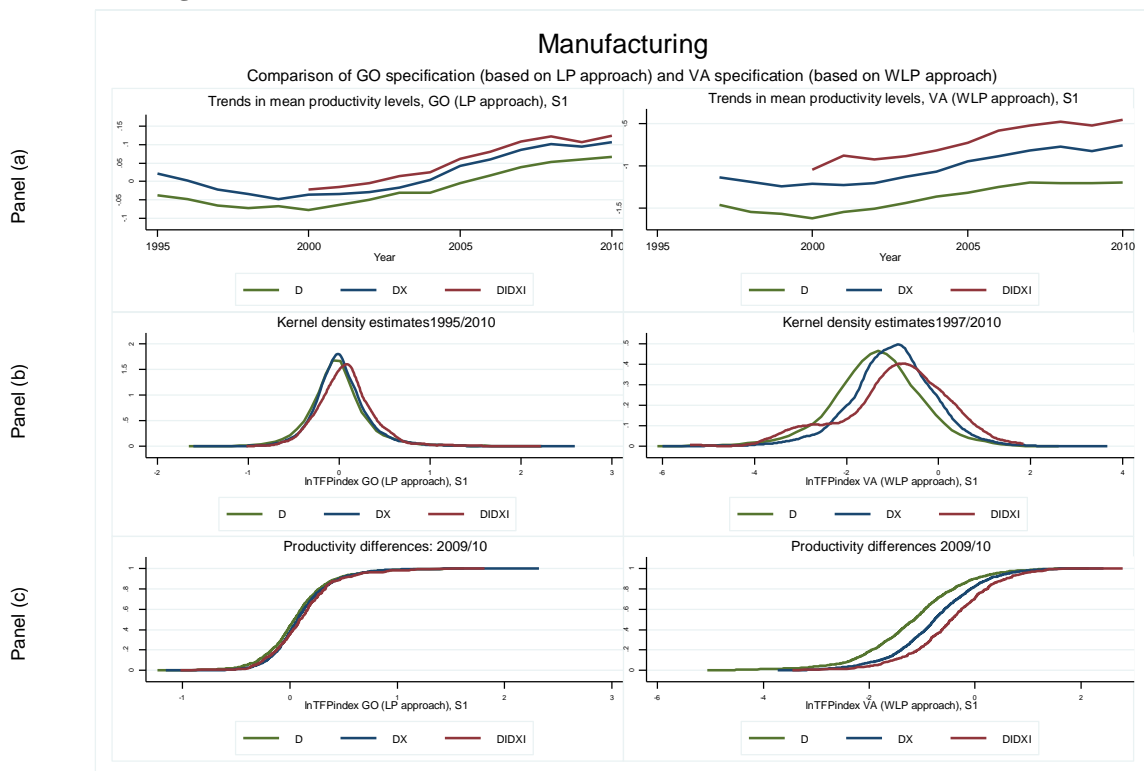 Manufacturing
Comparison of GO specification (based on LP approach) and VA specification (based on WLP approach)
Panel (a)
Trends in mean productivity levels, GO (LP approach), S1
.15
.1
.05
0
-.05
-.1
1995 2000 2005 2010
Year
D DX DIDXI
Trends in mean productivity levels, VA (WLP approach), S1
-.5
-1
-1.5
1995 2000 2005 2010
Year
D DX DIDXI
Panel (b)
Kernel density estimates1995/2010
2
1.5
1
.5
0
-2 -1 0 1 2 3
lnTFPindex GO (LP approach), S1
D DX DIDXI
Kernel density estimates1997/2010
.5
.4
.3
.2
.1
0
-6 -4 -2 0 2 4
lnTFPindex VA (WLP approach), S1
D DX DIDXI
Panel (c)
Productivity differences: 2009/10
1
.8
.6
.4
.2
0
-1 0 1 2 3
lnTFPindex GO (LP approach), S1
D DX DIDXI
Productivity differences 2009/10
1
.8
.6
.4
.2
0
-6 -4 -2 0 2
lnTFPindex VA (WLP approach), S1
D DX DIDXI